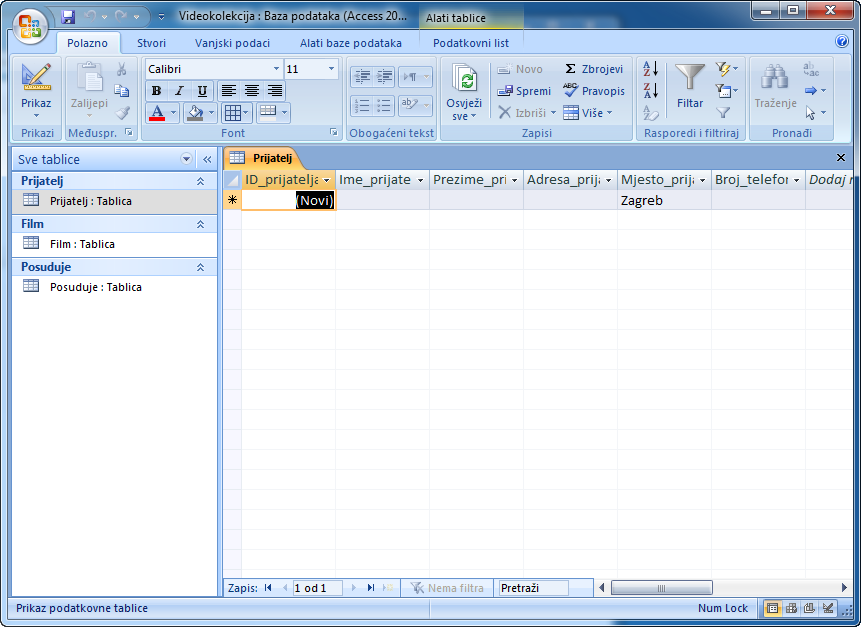 Videokolekcija : Baza podataka (Access 20...
Alati tablice
Polazno Stvori Vanjski podaci Alati baze podataka Podatkovni list
Prikaz
Prikazi
Zalijepi
Međuspr.
Calibri 11
B I U
A
Font
Obogaćeni tekst
Osvježi sve
Novo
Spremi
Izbriši
Σ Zbrojevi
Pravopis
Više
Zapisi
Filtar
Rasporedi i filtriraj
Traženje
Pronađi
Sve tablice
Prijatelj
Prijatelj : Tablica
Film
Film : Tablica
Posuduje
Posuduje : Tablica
Prijatelj
ID_prijatelja Ime_prijate Prezime_pri Adresa_prija Mjesto_prija Broj_telefor Dodaj
(Novi) Zagreb
Zapis: 1 od 1 Nema filtra Pretraži
Prikaz podatkovne tablice Num Lock